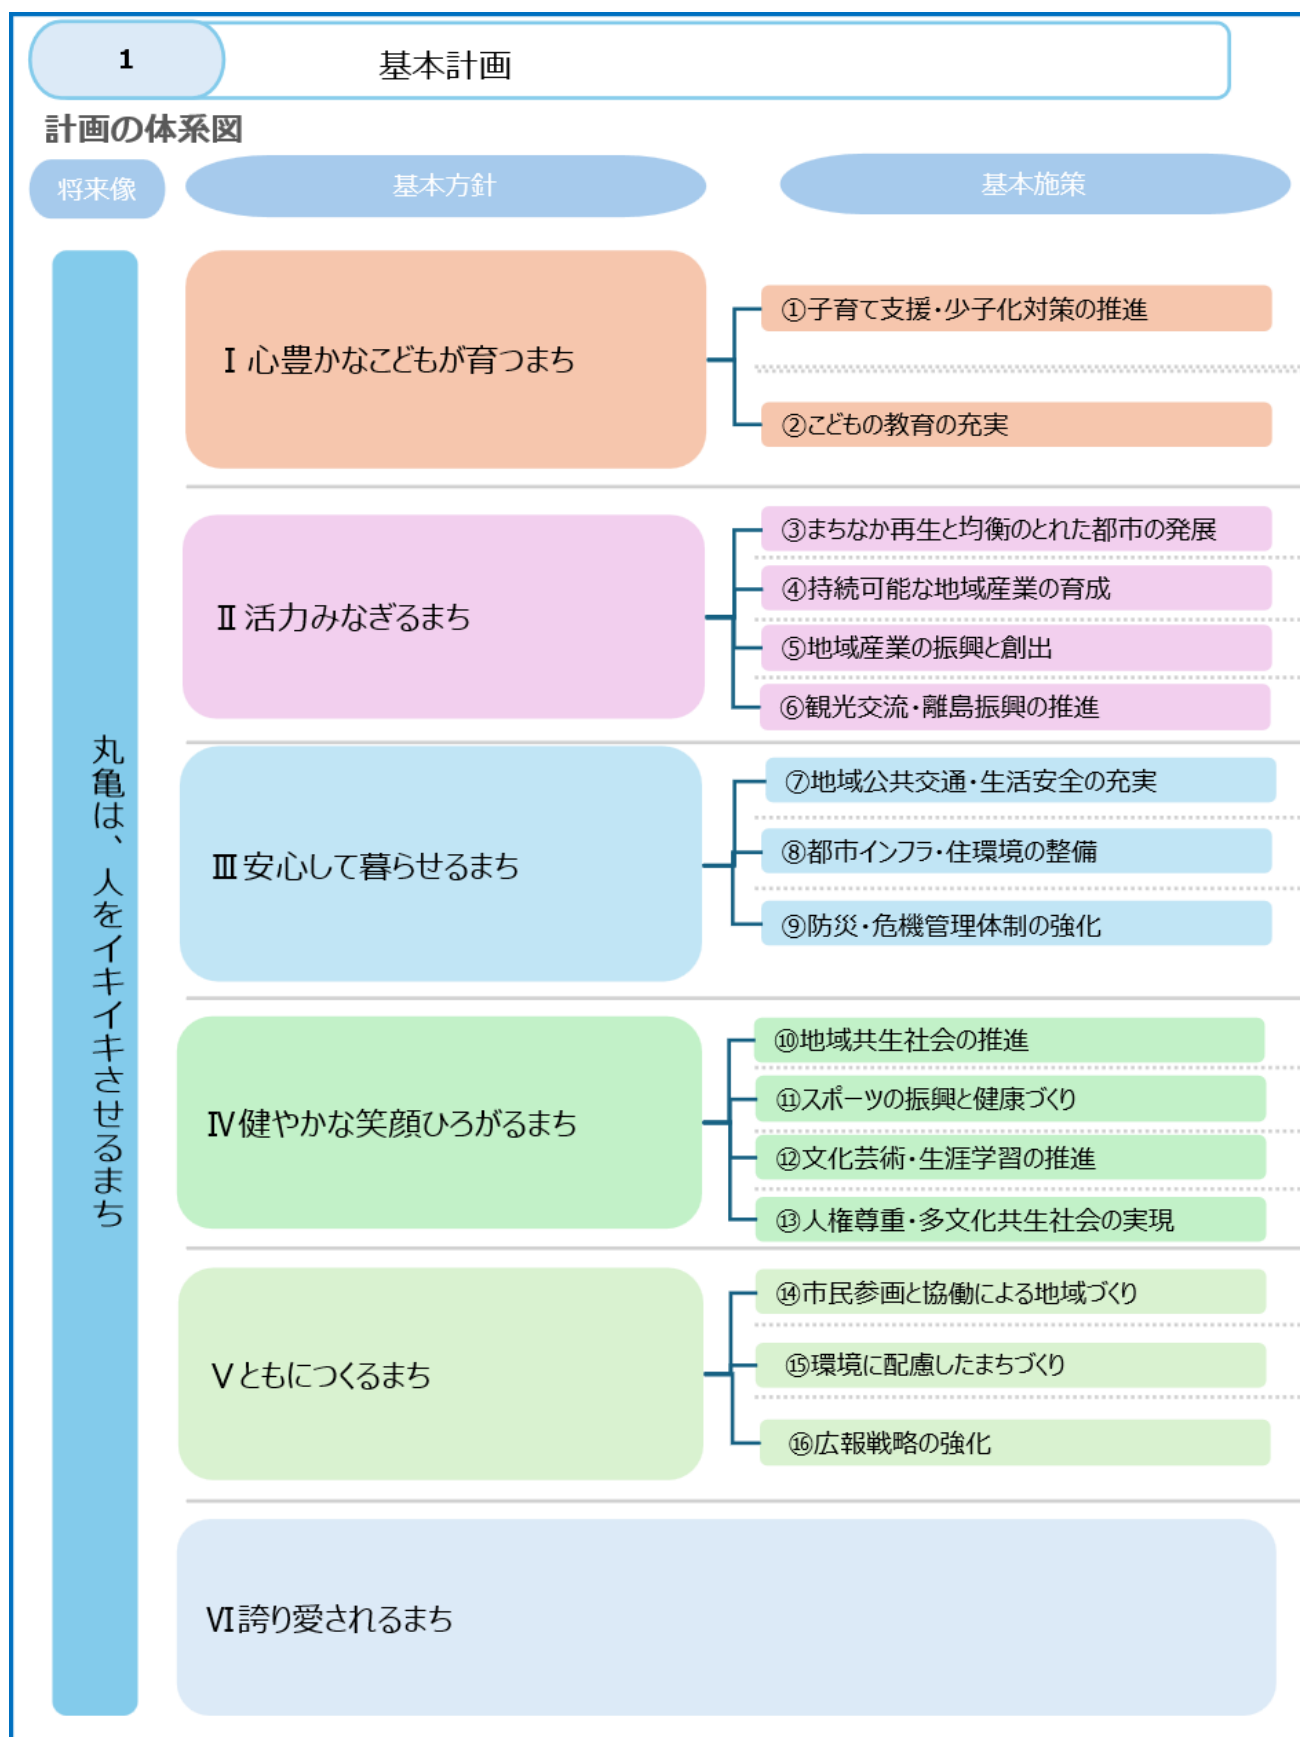 1
基本計画
計画の体系図
将来像
基本方針
基本施策
丸亀は、人をイキイキさせるまち
Ⅰ 心豊かなこどもが育つまち
①子育て支援・少子化対策の推進
②こどもの教育の充実
Ⅱ 活力みなぎるまち
③まちなか再生と均衡のとれた都市の発展
④持続可能な地域産業の育成
⑤地域産業の振興と創出
⑥観光交流・離島振興の推進
Ⅲ 安心して暮らせるまち
⑦地域公共交通・生活安全の充実
⑧都市インフラ・住環境の整備
⑨防災・危機管理体制の強化
Ⅳ 健やかな笑顔ひろがるまち
⑩地域共生社会の推進
⑪スポーツの振興と健康づくり
⑫文化芸術・生涯学習の推進
⑬人権尊重・多文化共生社会の実現
Ⅴ ともにつくるまち
⑭市民参画と協働による地域づくり
⑮環境に配慮したまちづくり
⑯広報戦略の強化
Ⅵ 誇り愛されるまち